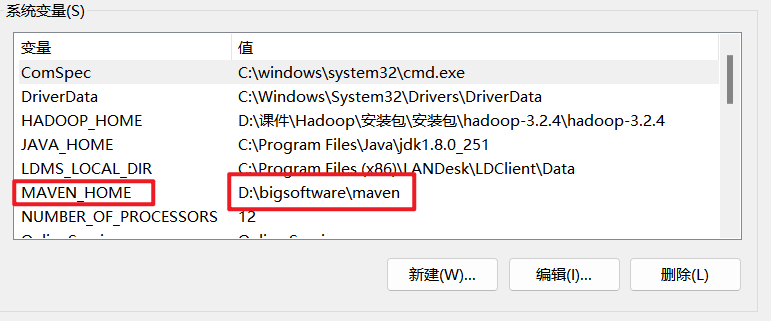 系统变量(S)
变量 值
ComSpec C:\windows\system32\cmd.exe
DriverData C:\Windows\System32\Drivers\DriverData
HADOOP_HOME D:\课件\Hadoop\安装包\安装包\hadoop-3.2.4\hadoop-3.2.4
JAVA_HOME C:\Program Files\Java\jdk1.8.0_251
LDMS_LOCAL_DIR C:\Program Files (x86)\LANDesk\LDClient\Data
MAVEN_HOME D:\bigsoftware\maven
NUMBER_OF_PROCESSORS 12
新建(W)... 编辑(I)... 删除(L)